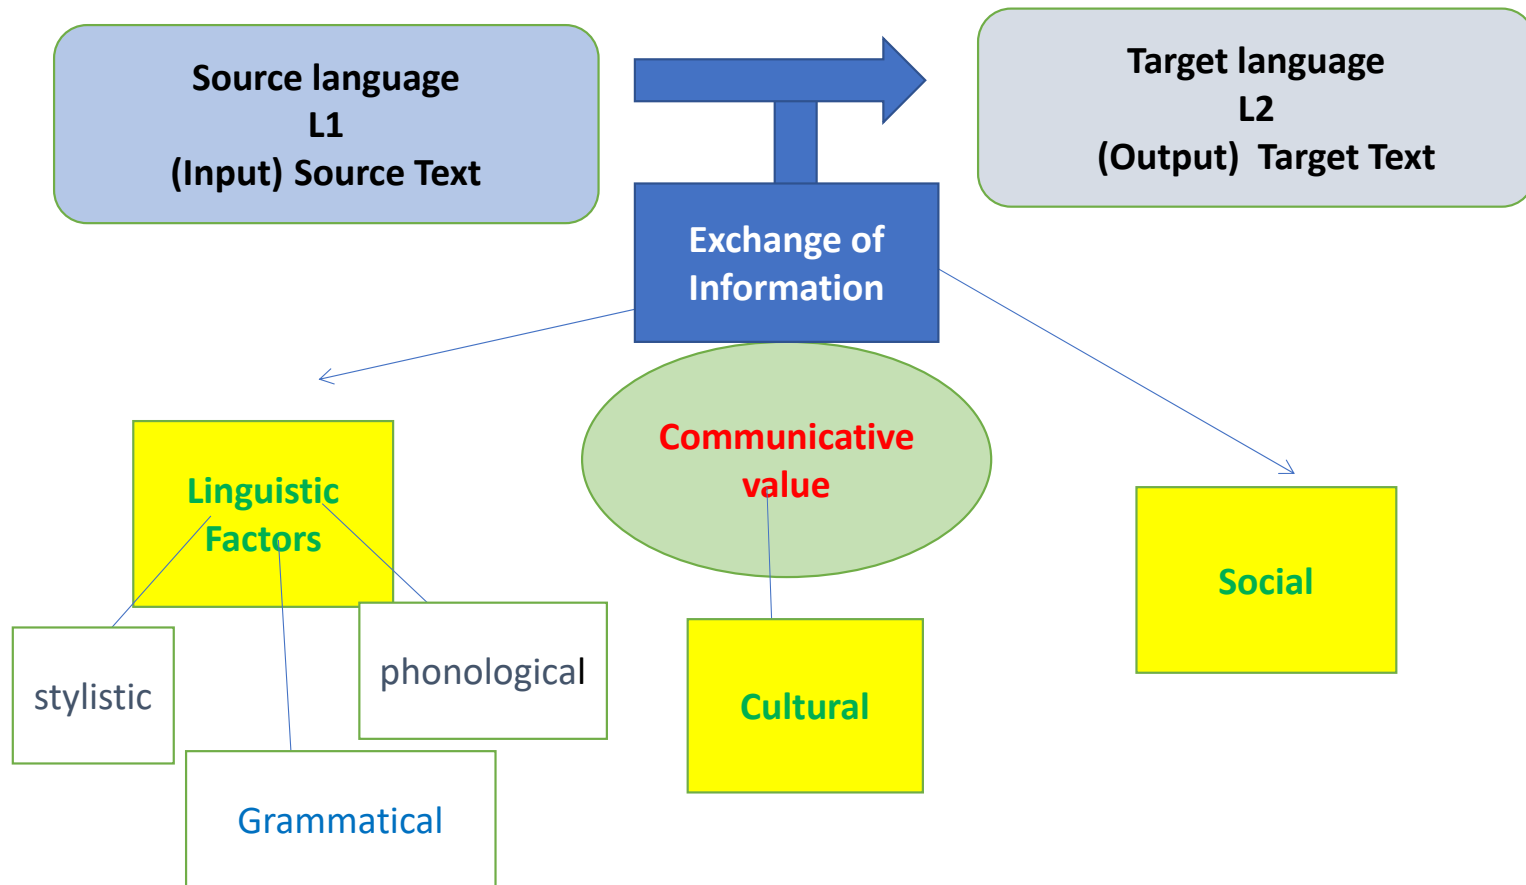 Source language
L1
(Input) Source Text
Target language
L2
(Output) Target Text
Exchange of
Information
Communicative
value
Linguistic
Factors
Social
stylistic
phonological
Cultural
Grammatical